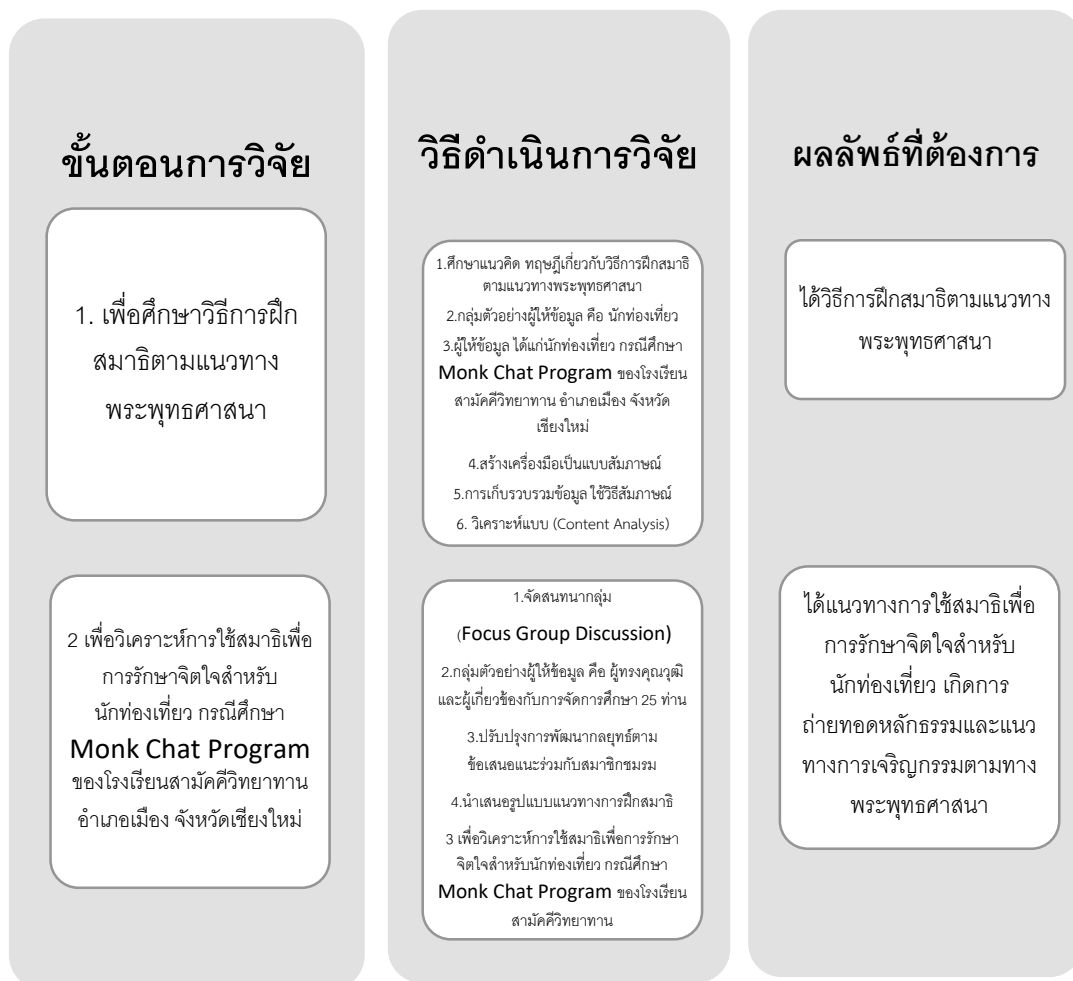 ขั้นตอนการวิจัย
1. เพื่อศึกษาวิธีการฝึก
สมาธิตามแนวทาง
พระพุทธศาสนา
2 เพื่อวิเคราะห์การใช้สมาธิเพื่อ
การรักษาจิตใจสำหรับ
นักท่องเที่ยว กรณีศึกษา
Monk Chat Program
ของโรงเรียนสามัคคีวิทยาทาน
อำเภอเมือง จังหวัดเชียงใหม่
วิธีดำเนินการวิจัย
1.ศึกษาแนวคิด ทฤษฎีเกี่ยวกับวิธีการฝึกสมาธิ
ตามแนวทางพระพุทธศาสนา
2.กลุ่มตัวอย่างผู้ให้ข้อมูล คือ นักท่องเที่ยว
3.ผู้ให้ข้อมูล ได้แก่นักท่องเที่ยว กรณีศึกษา
Monk Chat Program ของโรงเรียน
สามัคคีวิทยาทาน อำเภอเมือง จังหวัด
เชียงใหม่
4.สร้างเครื่องมือเป็นแบบสัมภาษณ์
5.การเก็บรวบรวมข้อมูล ใช้วิธีสัมภาษณ์
6. วิเคราะห์แบบ (Content Analysis)
1.จัดสนทนากลุ่ม
(Focus Group Discussion)
2.กลุ่มตัวอย่างผู้ให้ข้อมูล คือ ผู้ทรงคุณวุฒิ
และผู้เกี่ยวข้องกับการจัดการศึกษา 25 ท่าน
3.ปรับปรุงการพัฒนากลยุทธ์ตาม
ข้อเสนอแนะร่วมกับสมาชิกชมรม
4.นำเสนอรูปแบบแนวทางการฝึกสมาธิ
3 เพื่อวิเคราะห์การใช้สมาธิเพื่อการรักษา
จิตใจสำหรับนักท่องเที่ยว กรณีศึกษา
Monk Chat Program ของโรงเรียน
สามัคคีวิทยาทาน
ผลลัพธ์ที่ต้องการ
ได้วิธีการฝึกสมาธิตามแนวทาง
พระพุทธศาสนา
ได้แนวทางการใช้สมาธิเพื่อ
การรักษาจิตใจสำหรับ
นักท่องเที่ยว เกิดการ
ถ่ายทอดหลักธรรมและแนว
ทางการเจริญกรรมตามทาง
พระพุทธศาสนา